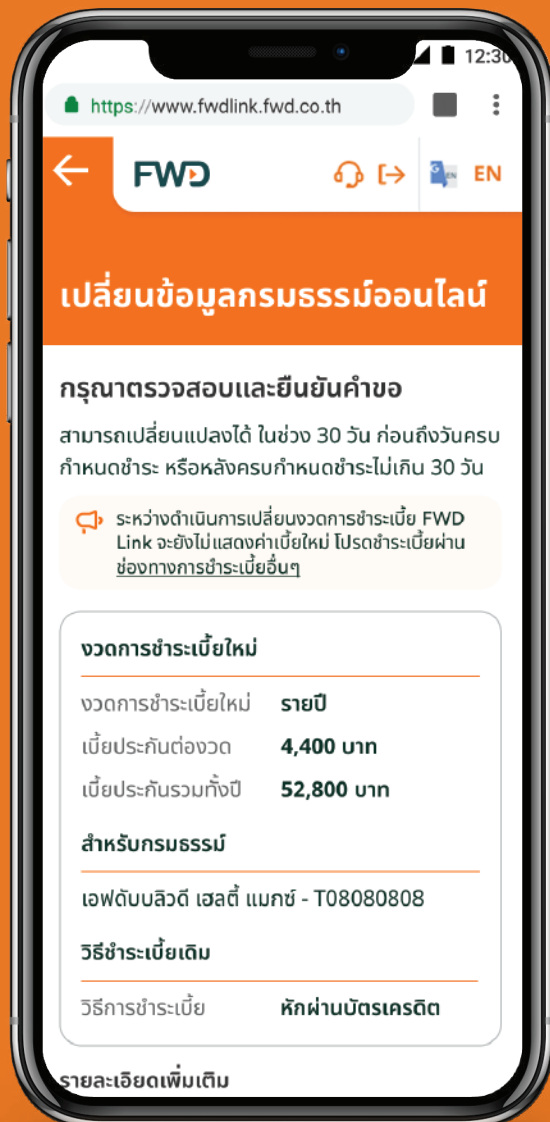 12:30
https://www.fwdlink.fwd.co.th
FWD
EN
เปลี่ยนข้อมูลกรมธรรม์ออนไลน์
กรุณาตรวจสอบและยืนยันคำขอ
สามารถเปลี่ยนแปลงได้ ในช่วง 30 วัน ก่อนถึงวันครบ
กำหนดชำระ หรือหลังครบกำหนดชำระไม่เกิน 30 วัน
ระหว่างดำเนินการเปลี่ยนงวดการชำระเบี้ย FWD
Link จะยังไม่แสดงค่าเบี้ยใหม่ โปรดชำระเบี้ยผ่าน
ช่องทางการชำระเบี้ยอื่นๆ
งวดการชำระเบี้ยใหม่
งวดการชำระเบี้ยใหม่ รายปี
เบี้ยประกันต่องวด 4,400 บาท
เบี้ยประกันรวมทั้งปี 52,800 บาท
สำหรับกรมธรรม์
เอฟดับบลิวดี เฮลตี้ แมกซ์ - T08080808
วิธีชำระเบี้ยเดิม
วิธีการชำระเบี้ย หักผ่านบัตรเครดิต
รายละเอียดเพิ่มเติม